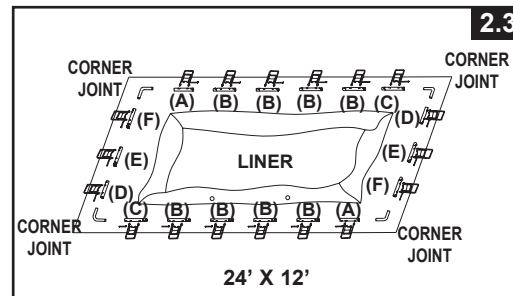 2.3
CORNER
JOINT
CORNER
JOINT
(A) (B) (B) (B) (B) (C)
(F) (D)
(E) (E)
LINER
(D) (F)
(C) (B) (B) (B) (B) (A)
CORNER
JOINT
CORNER
JOINT
24' X 12'